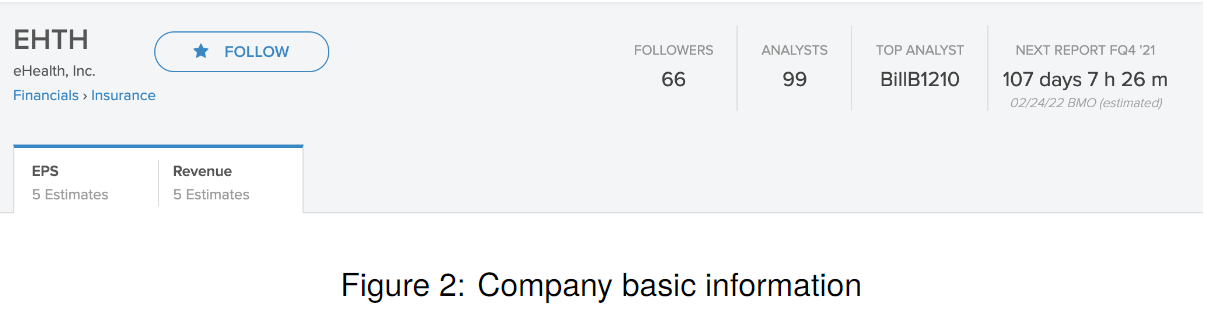 EHTH
FOLLOW
eHealth, Inc.
Financials › Insurance
FOLLOWERS
66
ANALYSTS
99
TOP ANALYST
BillB1210
NEXT REPORT FQ4 '21
107 days 7 h 26 m
02/24/22 BMO (estimated)
EPS
5 Estimates
Revenue
5 Estimates
Figure 2: Company basic information